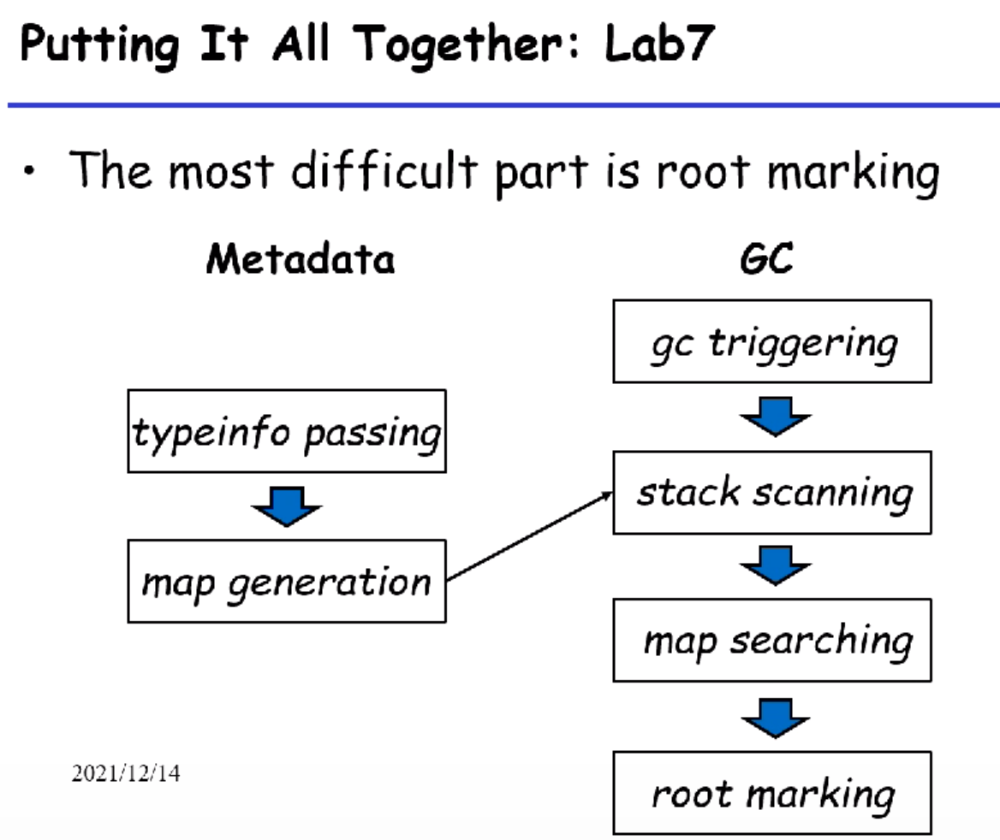 Putting It All Together: Lab7
• The most difficult part is root marking
Metadata
typeinfo passing
map generation
GC
gc triggering
stack scanning
map searching
root marking
2021/12/14